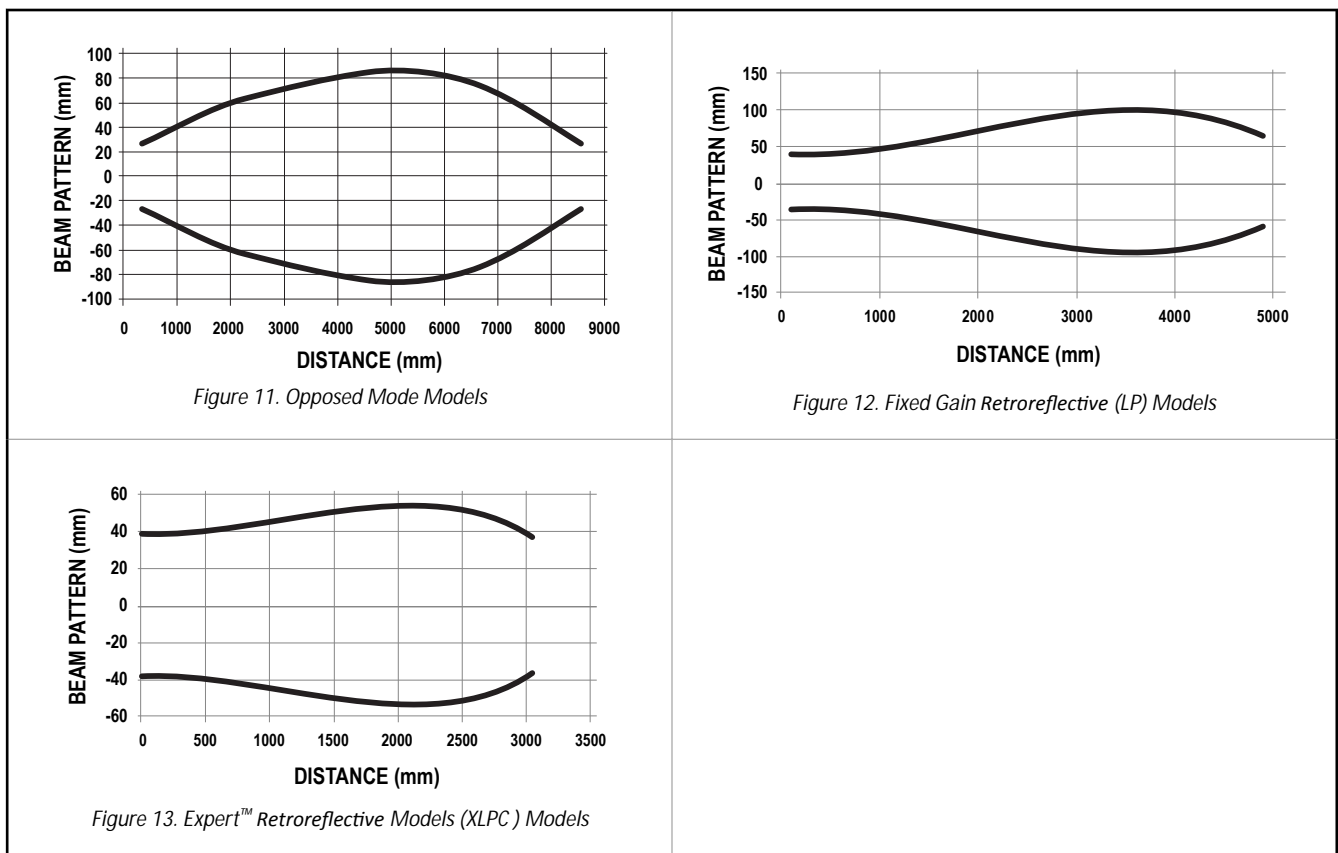 BEAM PATTERN (mm)
100
80
60
40
20
0
-20
-40
-60
-80
-100
0 1000 2000 3000 4000 5000 6000 7000 8000 9000
DISTANCE (mm)
Figure 11. Opposed Mode Models
BEAM PATTERN (mm)
150
100
50
0
-50
-100
-150
0 1000 2000 3000 4000 5000
DISTANCE (mm)
Figure 12. Fixed Gain Retroreflective (LP) Models
BEAM PATTERN (mm)
60
40
20
0
-20
-40
-60
0 500 1000 1500 2000 2500 3000 3500
DISTANCE (mm)
Figure 13. Expert™ Retroreflective Models (XLPC ) Models